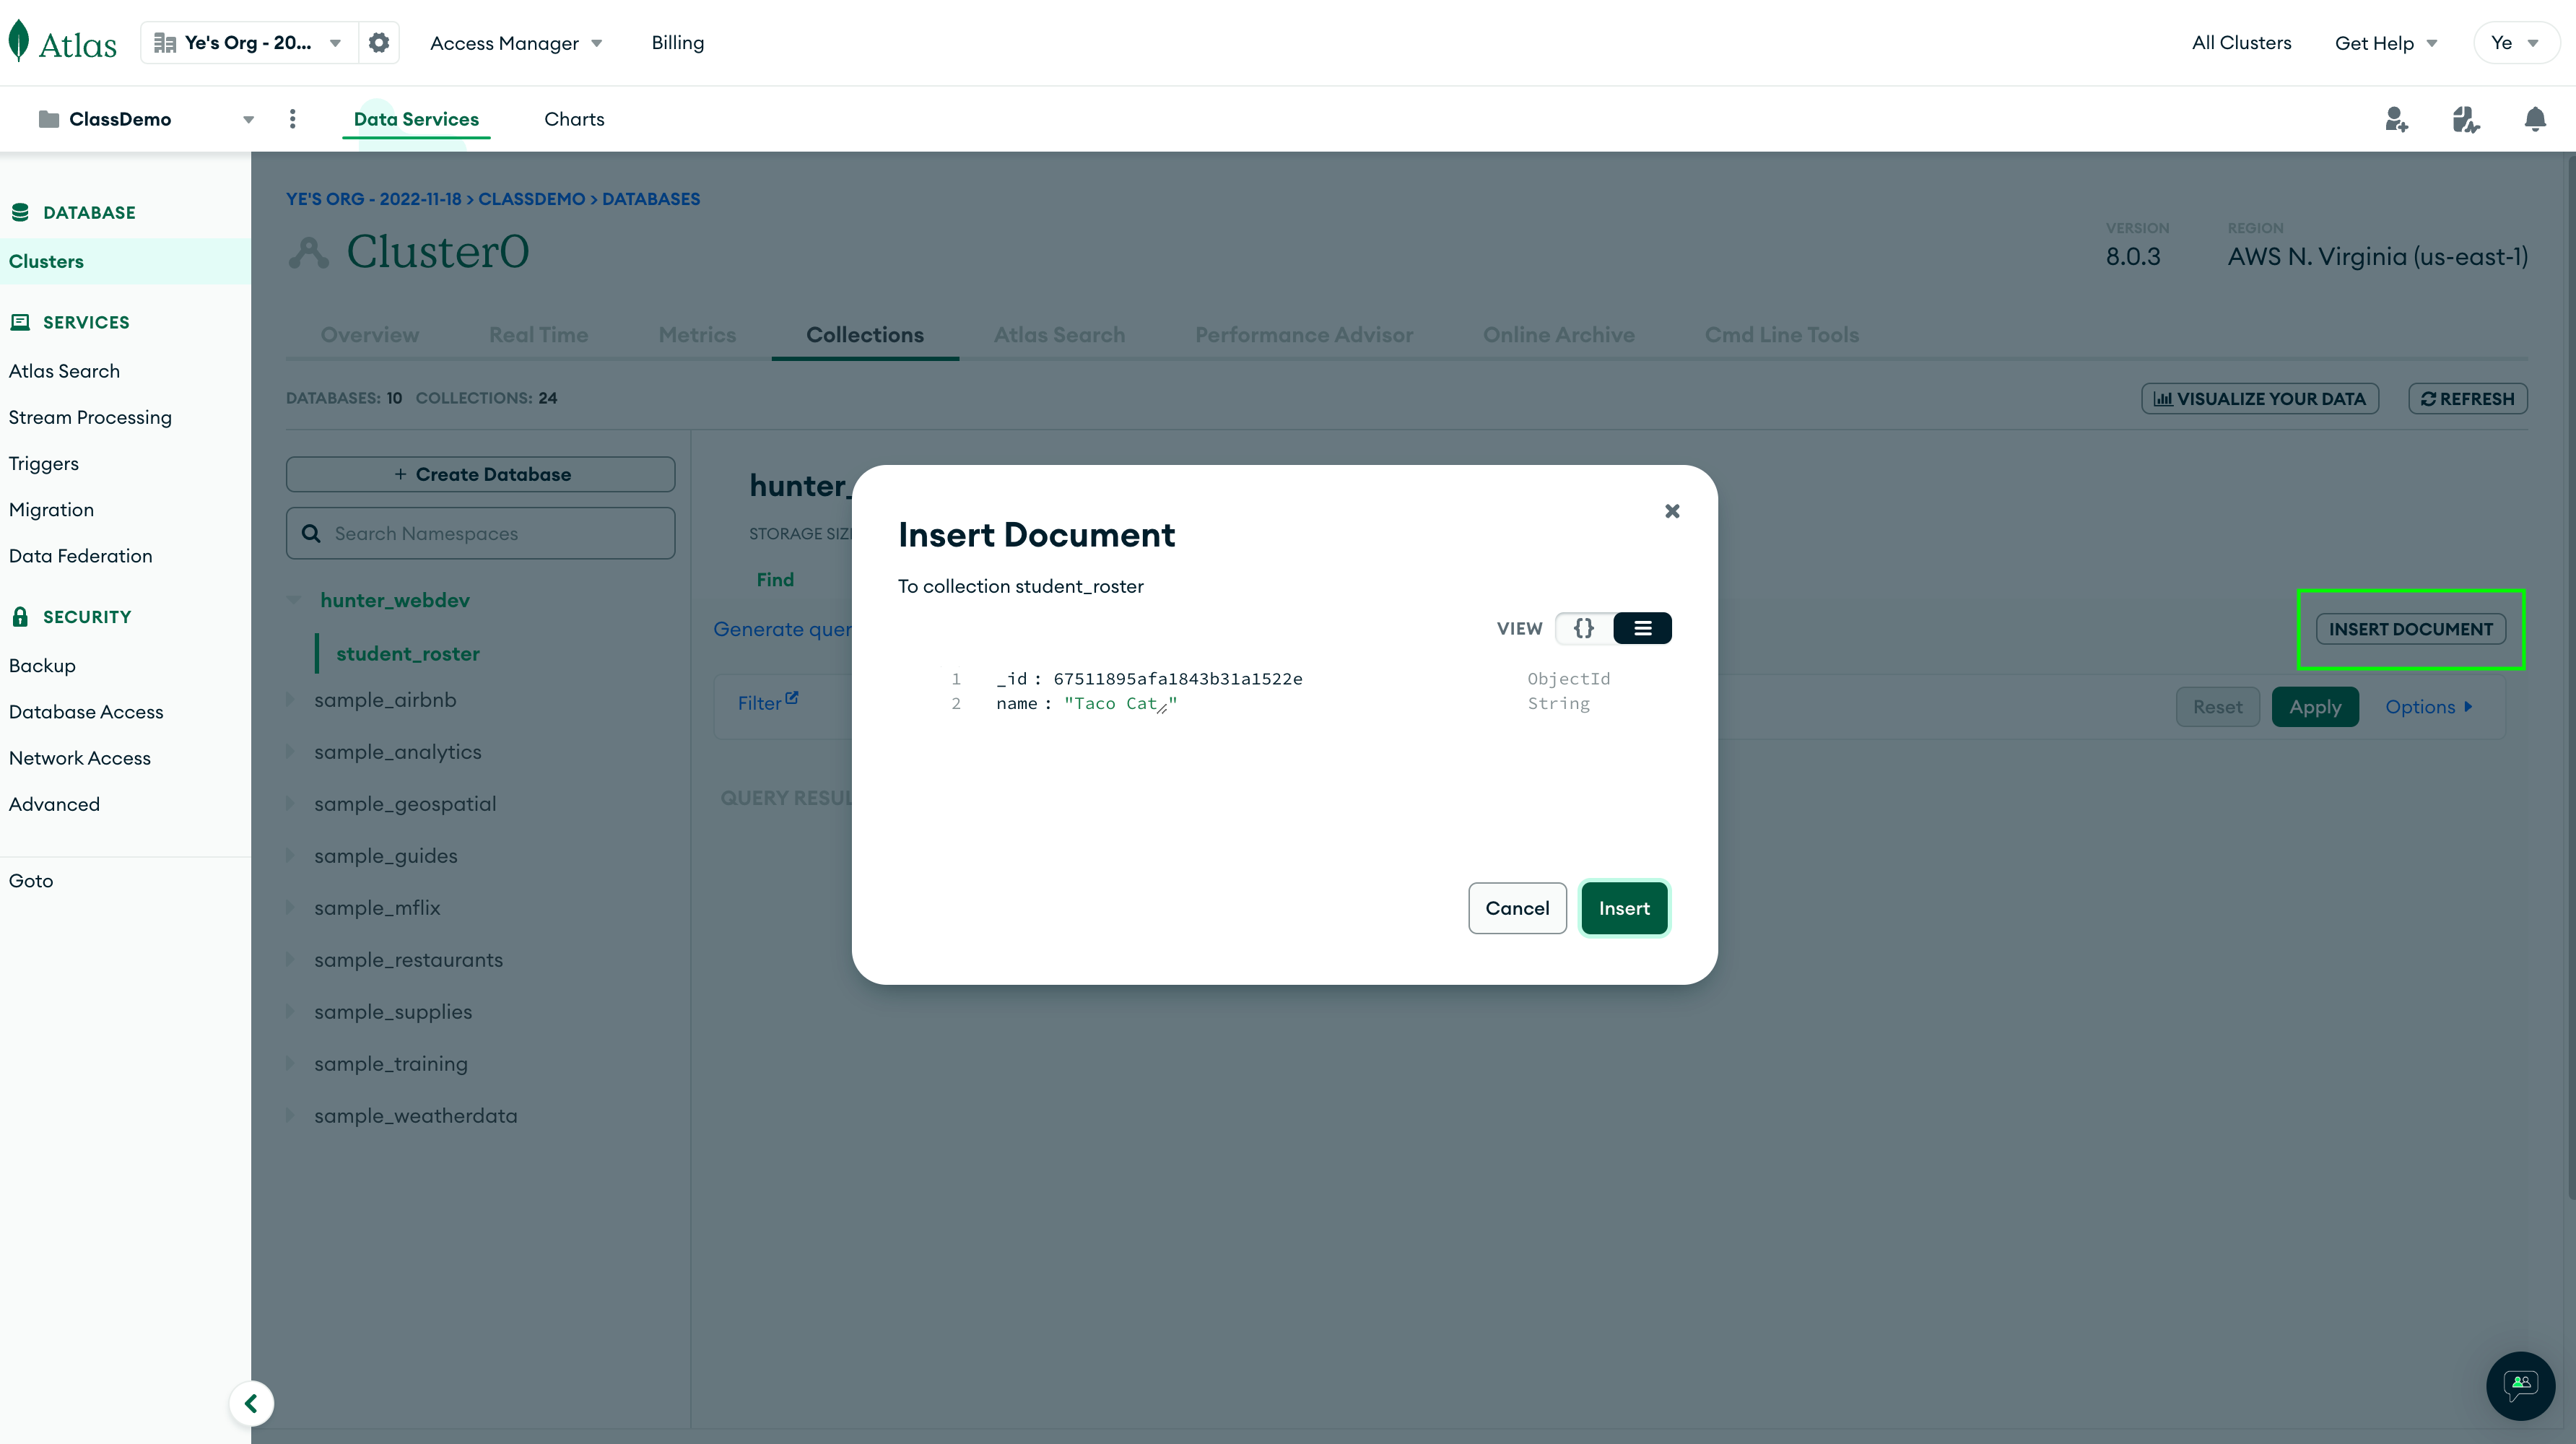 Atlas
Ye's Org - 20...
Access Manager
Billing
All Clusters
Get Help
Ye
ClassDemo
Data Services
Charts
DATABASE
Clusters
SERVICES
Atlas Search
Stream Processing
Triggers
Migration
Data Federation
SECURITY
Backup
Database Access
Network Access
Advanced
Goto
YE'S ORG - 2022-11-18 > CLASSDEMO > DATABASES
Cluster0
VERSION
8.0.3
REGION
AWS N. Virginia (us-east-1)
Overview
Real Time
Metrics
Collections
Atlas Search
Performance Advisor
Online Archive
Cmd Line Tools
DATABASES: 10 COLLECTIONS: 24
VISUALIZE YOUR DATA
REFRESH
+ Create Database
Search Namespaces
hunter_webdev
student_roster
sample_airbnb
sample_analytics
sample_geospatial
sample_guides
sample_mflix
sample_restaurants
sample_supplies
sample_training
sample_weatherdata
hunter_
STORAGE
Find
Generate
INSERT DOCUMENT
Filter
Reset
Apply
Options
QUERY
Insert Document
To collection student_roster
VIEW {}
1 _id : 67511895afa1843b31a1522e ObjectId
2 name : "Taco Cat" String
Cancel
Insert